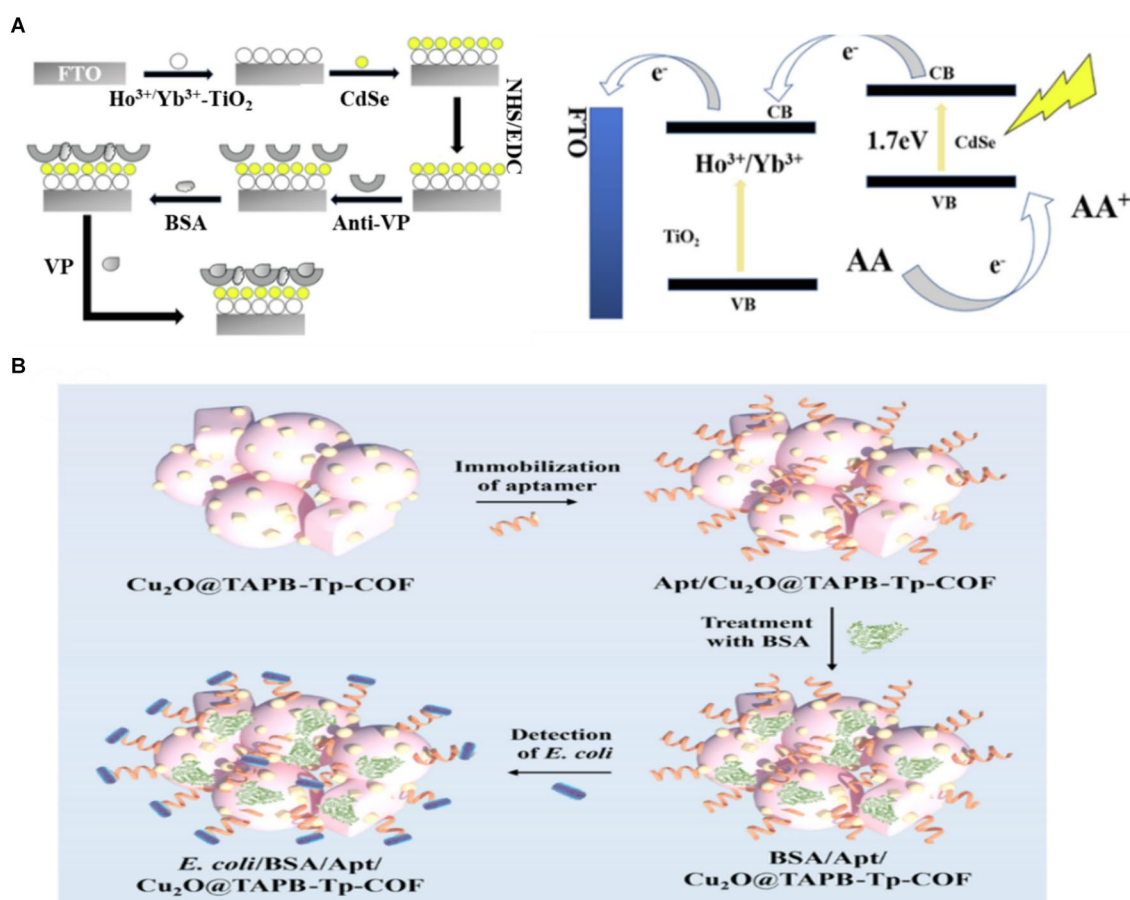 A
FTO
Ho³⁺/Yb³⁺-TiO₂
CdSe
NHS/EDC
Anti-VP
BSA
VP
e⁻
e⁻
CB
CB
FTO
Ho³⁺/Yb³⁺
1.7eV
CdSe
VB
TiO₂
VB
AA
e⁻
AA⁺
B
Immobilization
of aptamer
Cu₂O@TAPB-Tp-COF
Apt/Cu₂O@TAPB-Tp-COF
Treatment
with BSA
Detection
of E. coli
E. coli/BSA/Apt/
Cu₂O@TAPB-Tp-COF
BSA/Apt/
Cu₂O@TAPB-Tp-COF